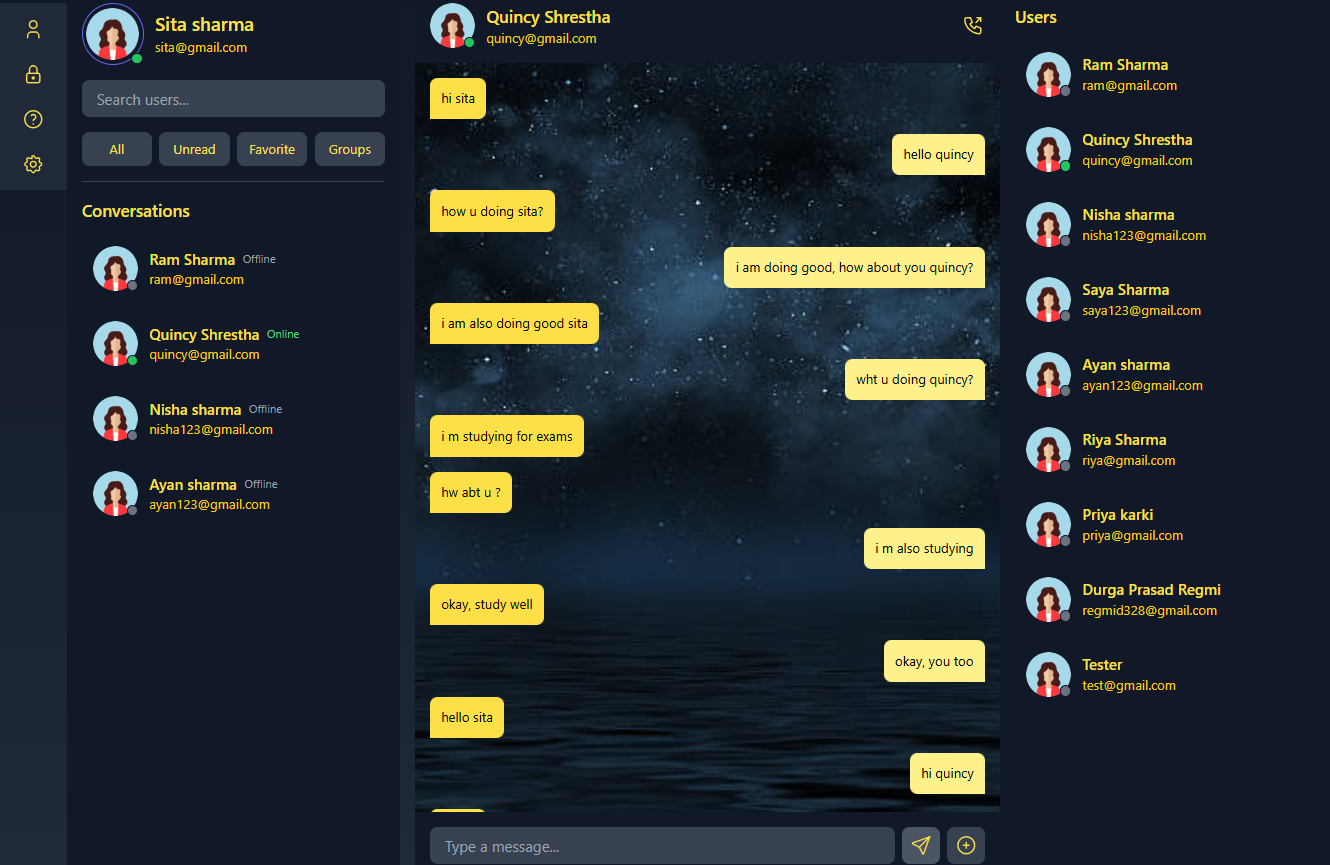 Sita sharma
sita@gmail.com
Search users...
All
Unread
Favorite
Groups
Conversations
Ram Sharma Offline
ram@gmail.com
Quincy Shrestha Online
quincy@gmail.com
Nisha sharma Offline
nisha123@gmail.com
Ayan sharma Offline
ayan123@gmail.com
Quincy Shrestha
quincy@gmail.com
hi sita
hello quincy
how u doing sita?
i am doing good, how about you quincy?
i am also doing good sita
wht u doing quincy?
i m studying for exams
hw abt u ?
i m also studying
okay, study well
okay, you too
hello sita
hi quincy
Type a message...
Users
Ram Sharma
ram@gmail.com
Quincy Shrestha
quincy@gmail.com
Nisha sharma
nisha123@gmail.com
Saya Sharma
saya123@gmail.com
Ayan sharma
ayan123@gmail.com
Riya Sharma
riya@gmail.com
Priya karki
priya@gmail.com
Durga Prasad Regmi
regmid328@gmail.com
Tester
test@gmail.com